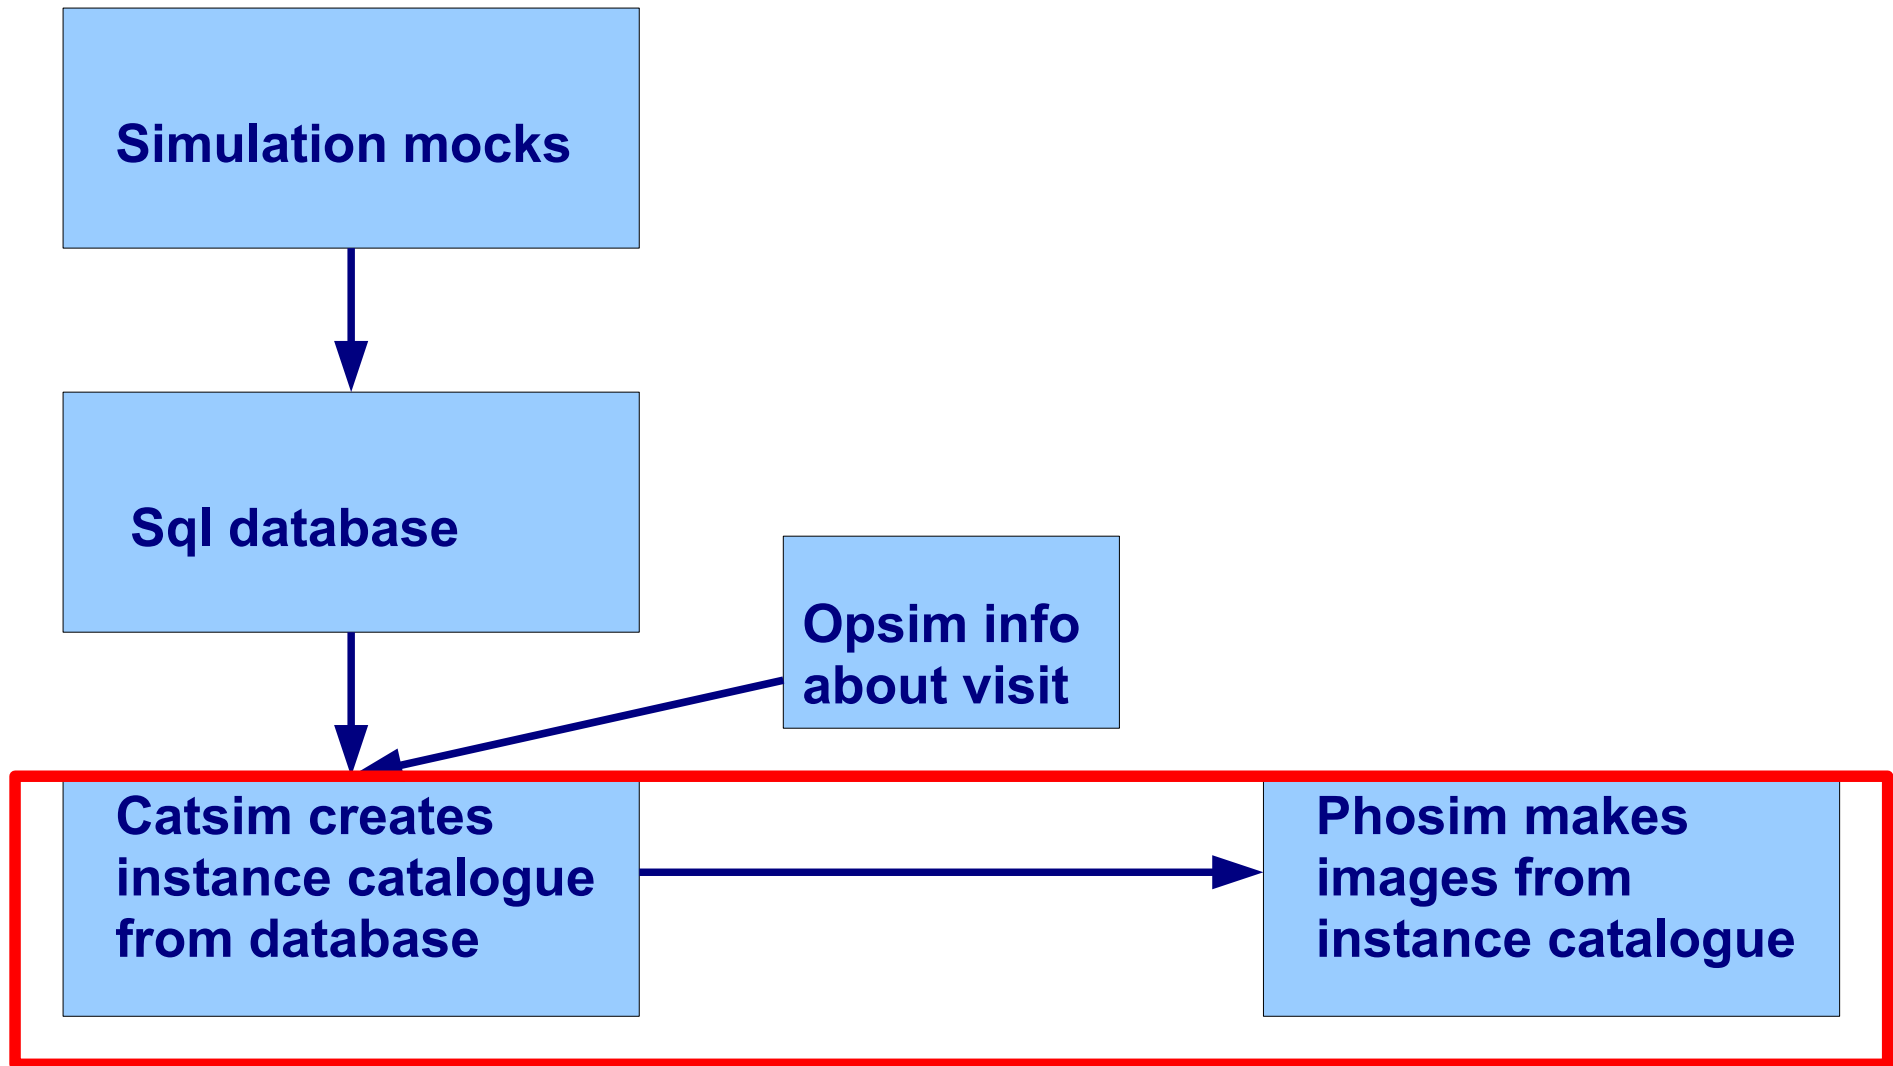 Simulation mocks
Sql database
Opsim info
about visit
Catsim creates
instance catalogue
from database
Phosim makes
images from
instance catalogue